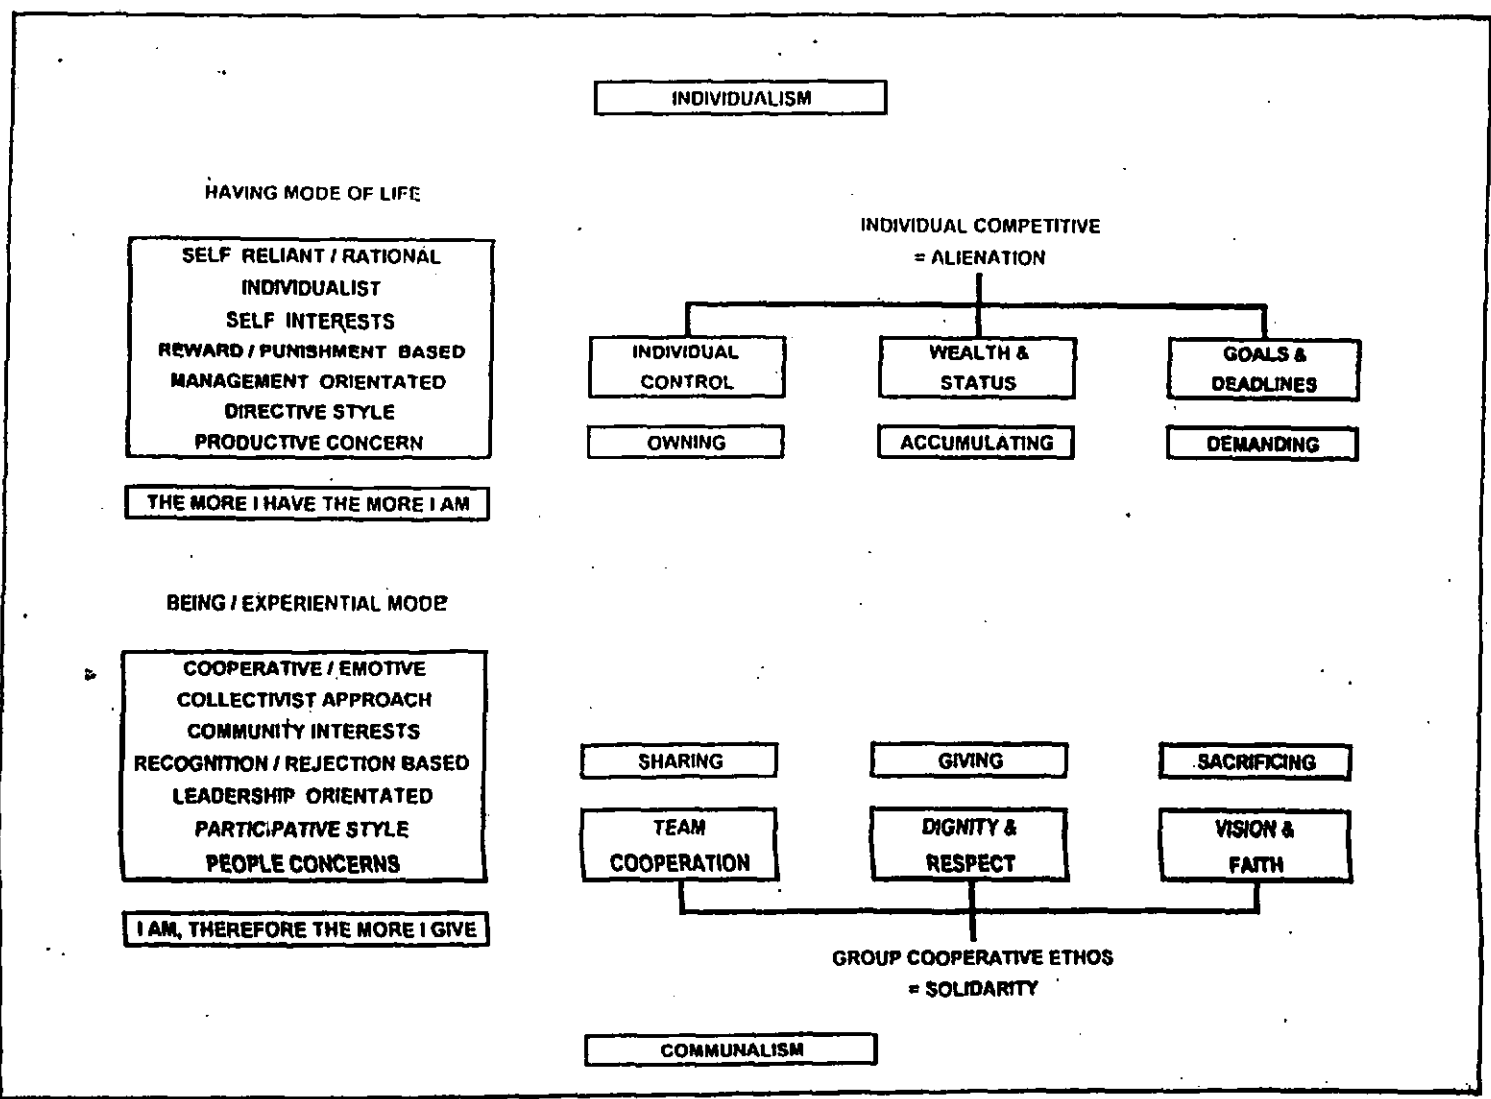 INDIVIDUALISM
HAVING MODE OF LIFE
SELF RELIANT / RATIONAL
INDIVIDUALIST
SELF INTERESTS
REWARD / PUNISHMENT BASED
MANAGEMENT ORIENTATED
DIRECTIVE STYLE
PRODUCTIVE CONCERN
THE MORE I HAVE THE MORE I AM
INDIVIDUAL COMPETITIVE
= ALIENATION
INDIVIDUAL
CONTROL
WEALTH &
STATUS
GOALS &
DEADLINES
OWNING
ACCUMULATING
DEMANDING
BEING / EXPERIENTIAL MODE
COOPERATIVE / EMOTIVE
COLLECTIVIST APPROACH
COMMUNITY INTERESTS
RECOGNITION / REJECTION BASED
LEADERSHIP ORIENTATED
PARTICIPATIVE STYLE
PEOPLE CONCERNS
I AM, THEREFORE THE MORE I GIVE
SHARING
GIVING
SACRIFICING
TEAM
COOPERATION
DIGNITY &
RESPECT
VISION &
FAITH
GROUP COOPERATIVE ETHOS
= SOLIDARITY
COMMUNALISM